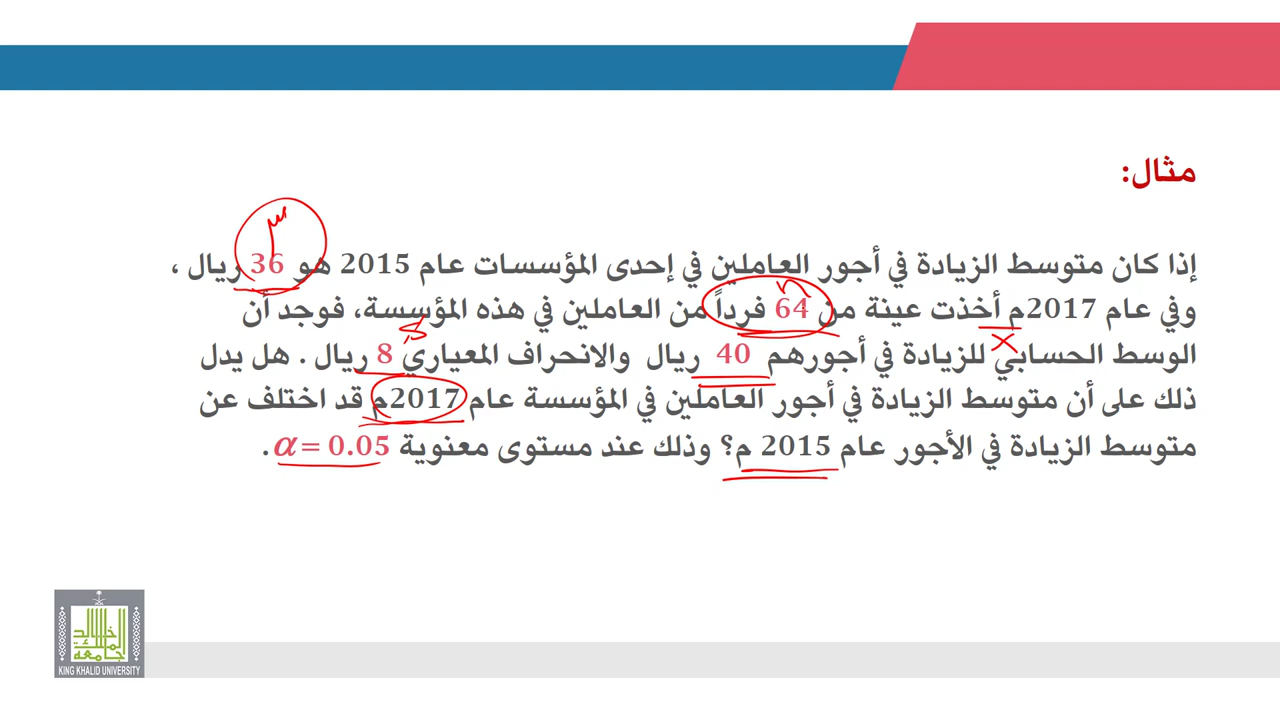 مثال:
إذا كان متوسط الزيادة في أجور العاملين في إحدى المؤسسات عام 2015 هو 36 ريال ،
وفي عام 2017م أخذت عينة من 64 فرداً من العاملين في هذه المؤسسة، فوجد أن
الوسط الحسابي للزيادة في أجورهم 40 ريال والانحراف المعياري 8 ريال . هل يدل
ذلك على أن متوسط الزيادة في أجور العاملين في المؤسسة عام 2017م قد اختلف عن
متوسط الزيادة في الأجور عام 2015 م؟ وذلك عند مستوى معنوية α = 0.05 .
μ
n
x
s
جامعة الملك خالد
KING KHALID UNIVERSITY